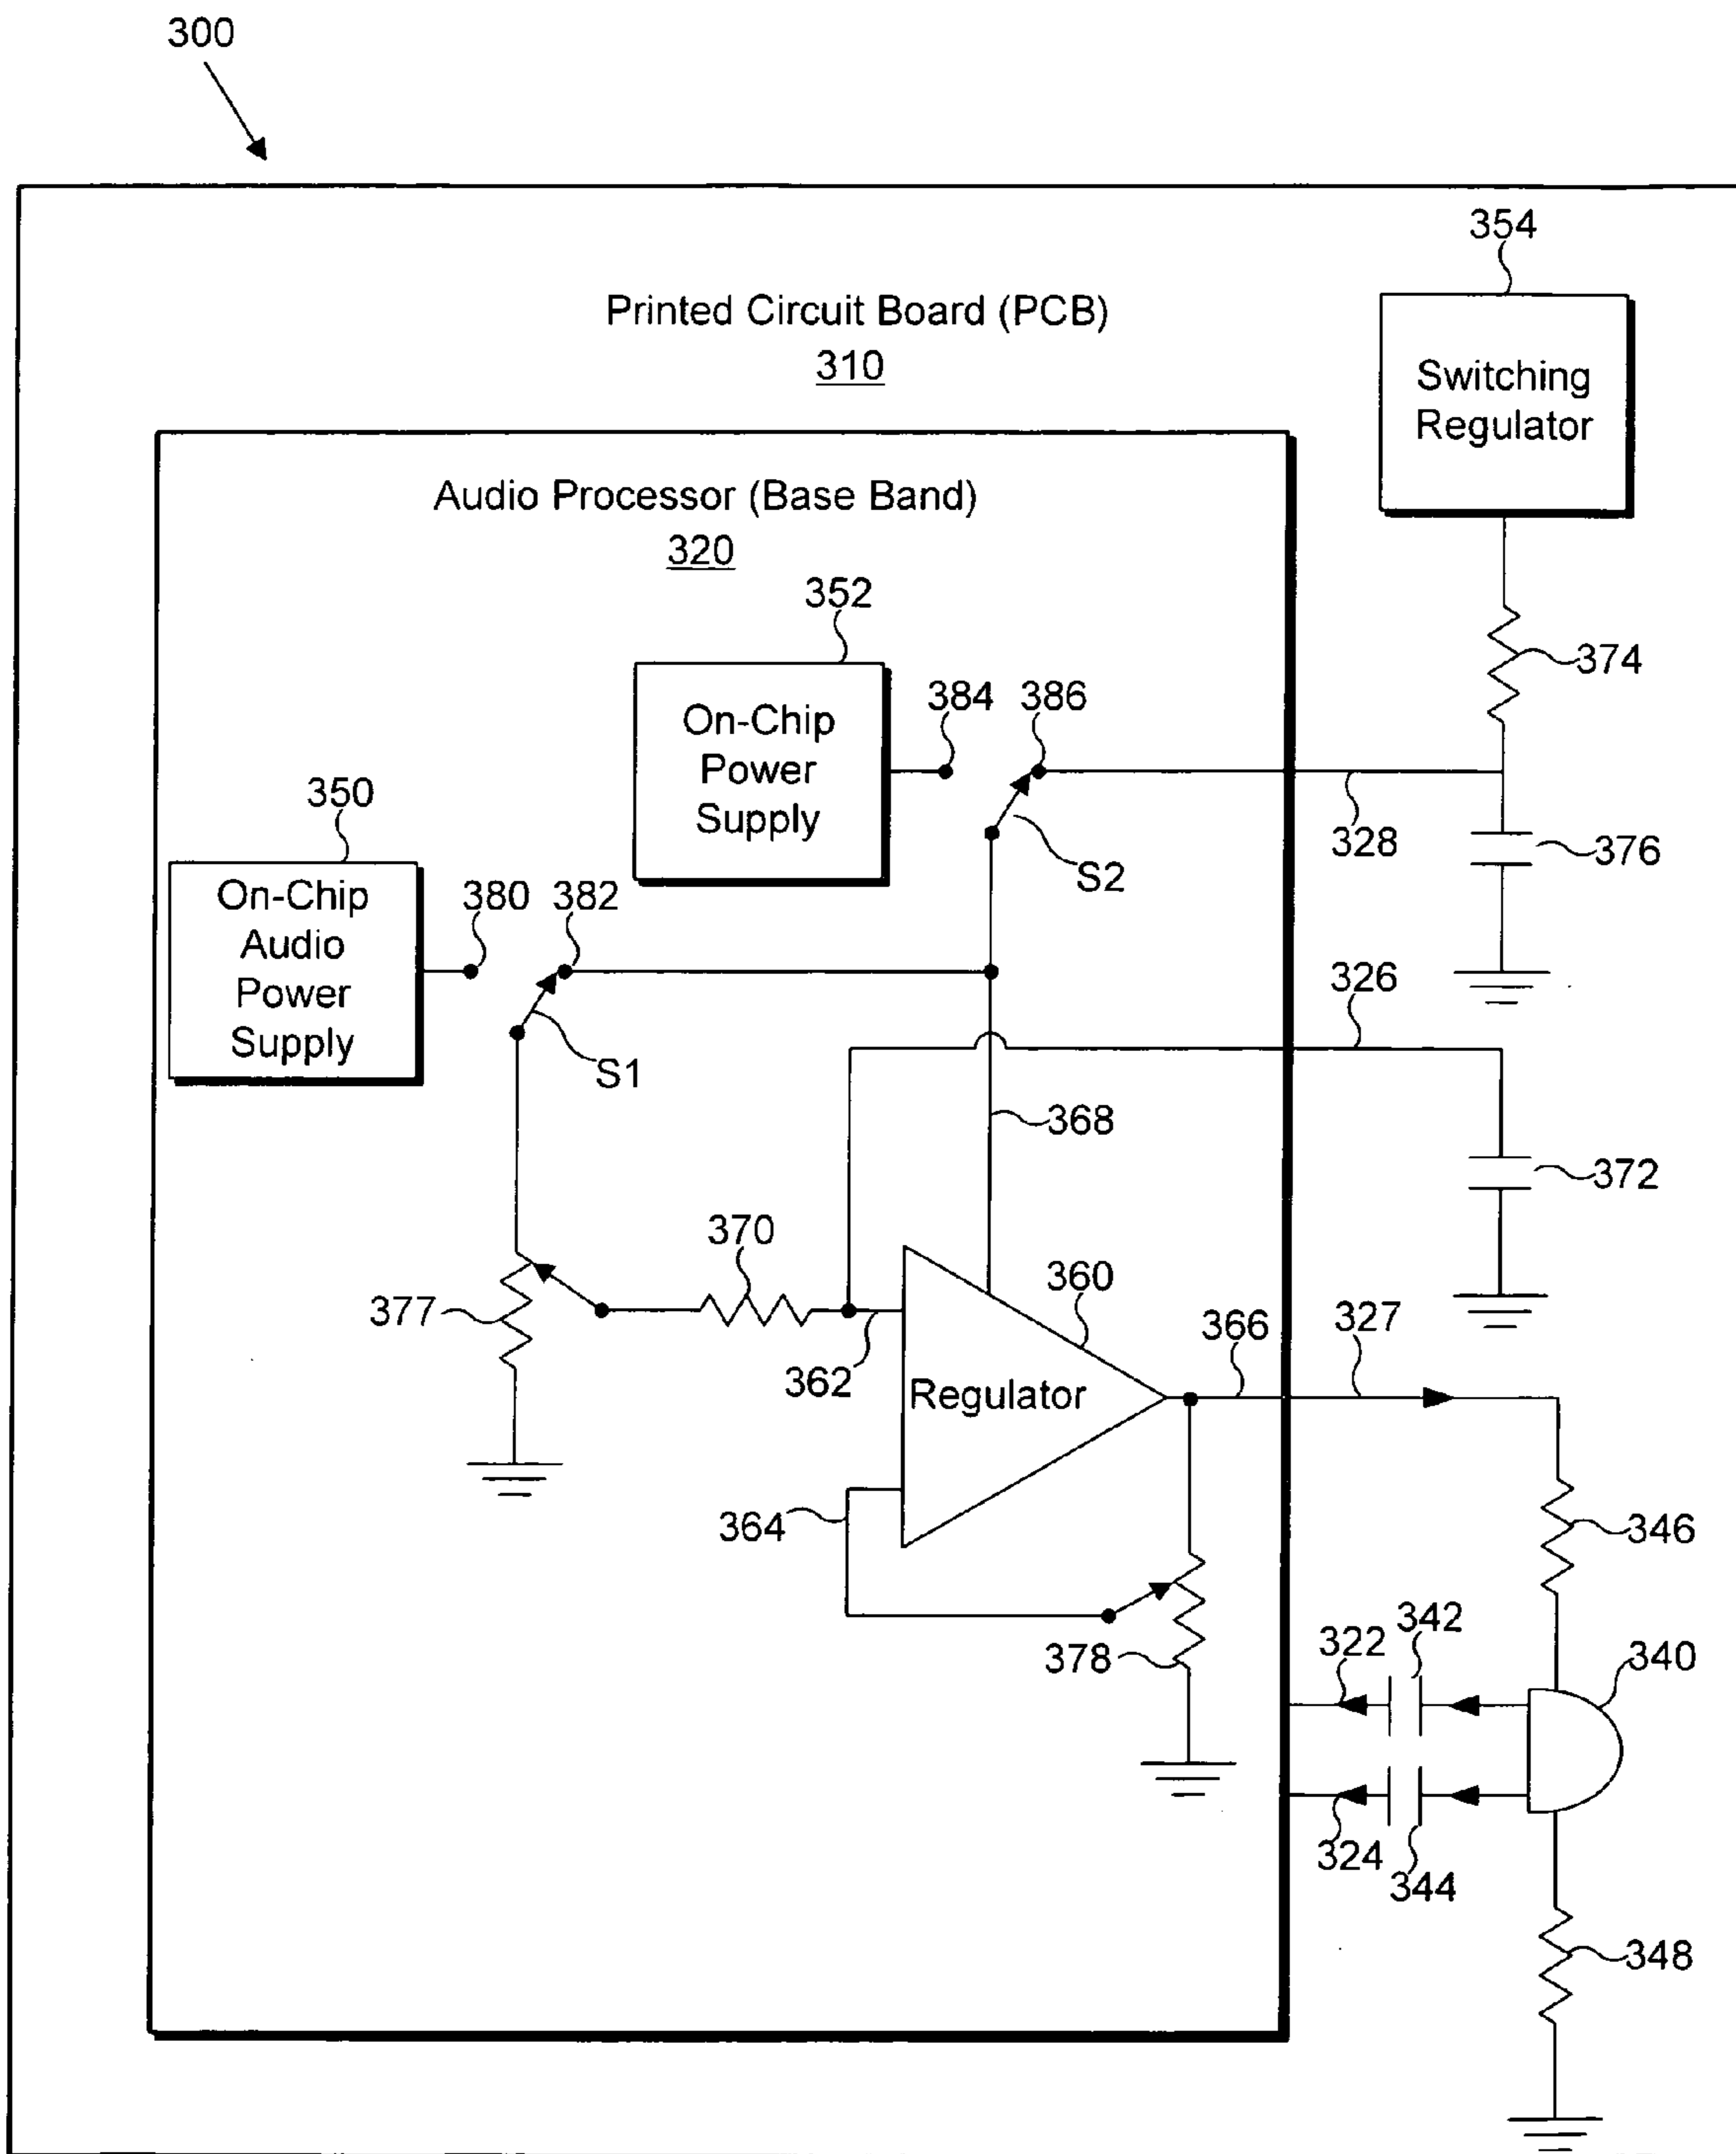 300
354
Printed Circuit Board (PCB)
310
Switching
Regulator
Audio Processor (Base Band)
320
352
374
384
386
On-Chip
Power
Supply
350
328
376
S2
380
382
On-Chip
Audio
Power
Supply
326
S1
368
372
370
360
377
362
366
327
Regulator
364
346
342
322
340
378
324
344
348